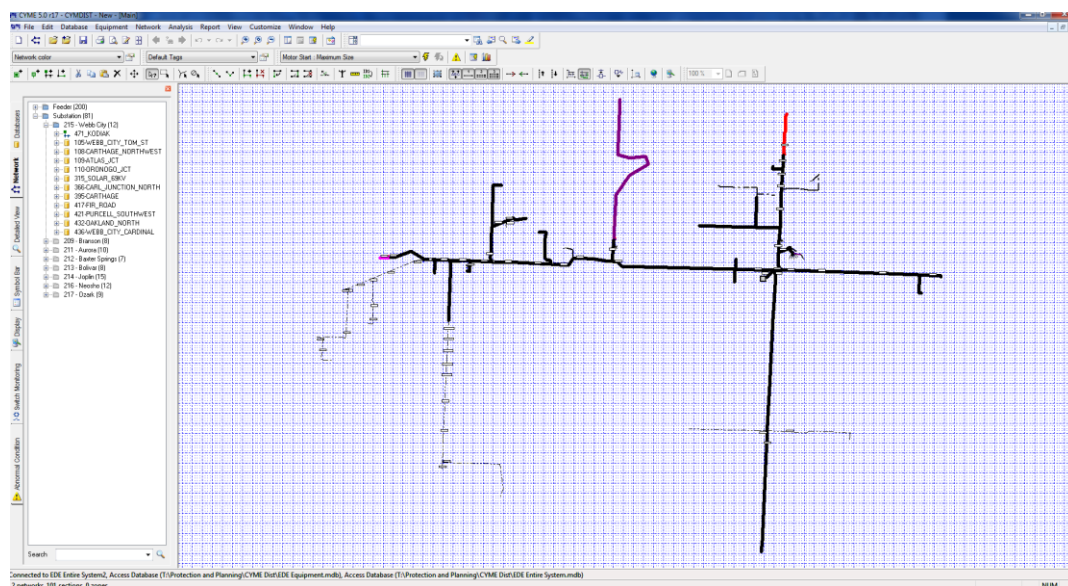 CYME 5.0 r17 - CYMDIST - New - [Main]
File Edit Database Equipment Network Analysis Report View Customize Window Help
Network color
Default Tags
Motor Start : Maximum Size
100 %
Databases
Network
Detailed View
Symbol Bar
Display
Switch Monitoring
Abnormal Condition
Feeder (200)
Substation (81)
215 - Webb City (12)
471_KODIAK
105-WEBB_CITY_TOM_ST
108-CARTHAGE_NORTHWEST
109-ATLAS_JCT
110-ORONOGO_JCT
315_SOLAR_69KV
366-CARL_JUNCTION_NORTH
395-CARTHAGE
417-FIR_ROAD
421-PURCELL_SOUTHWEST
432-OAKLAND_NORTH
436-WEBB_CITY_CARDINAL
209 - Branson (8)
211 - Aurora (10)
212 - Baxter Springs (7)
213 - Bolivar (8)
214 - Joplin (15)
216 - Neosho (12)
217 - Ozark (9)
Search
Connected to EDE Entire System2, Access Database (T:\Protection and Planning\CYME Dist\EDE Equipment.mdb), Access Database (T:\Protection and Planning\CYME Dist\EDE Entire System.mdb)
networks, 101 sections, 0 zones
NUM